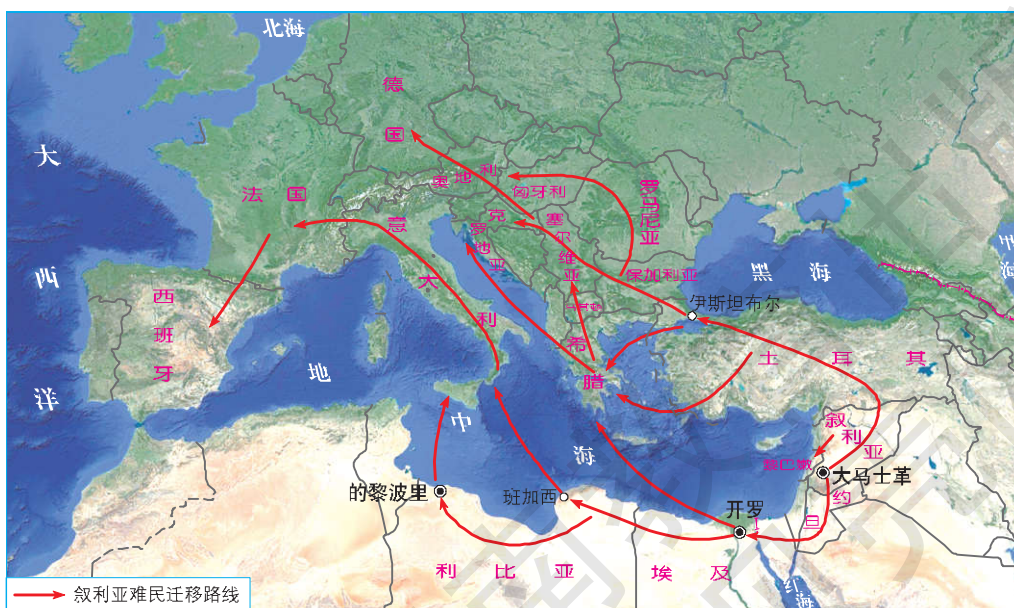 北海
大西洋
德国
法国
奥地利
匈牙利
罗马尼亚
克罗地亚
塞尔维亚
意大利
保加利亚
黑海
伊斯坦布尔
西班牙
希腊
土耳其
地中海
叙利亚
黎巴嫩
大马士革
约旦
的黎波里
班加西
开罗
利比亚
埃及
红海
叙利亚难民迁移路线